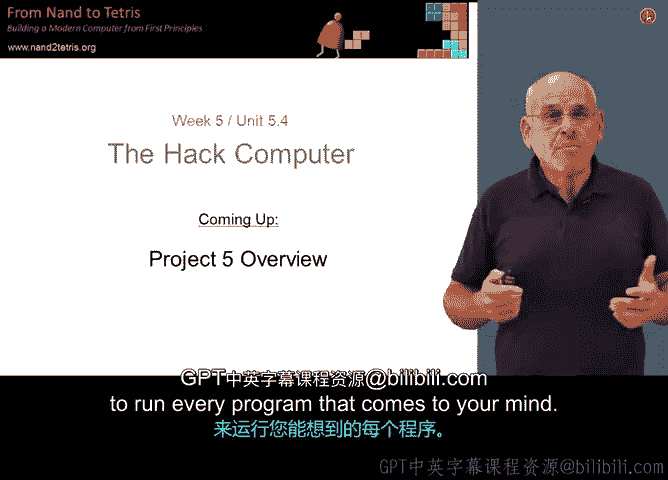 From Nand to Tetris
Building a Modern Computer from First Principles
www.nand2tetris.org
Week 5 / Unit 5.4
The Hack Computer
Coming Up:
Project 5 Overview
GPT中英字幕课程资源@bilibili.com
to run every program that comes to your mind.
来运行您能想到的每个程序。
GPT中英字幕课程资源@bilibili.com